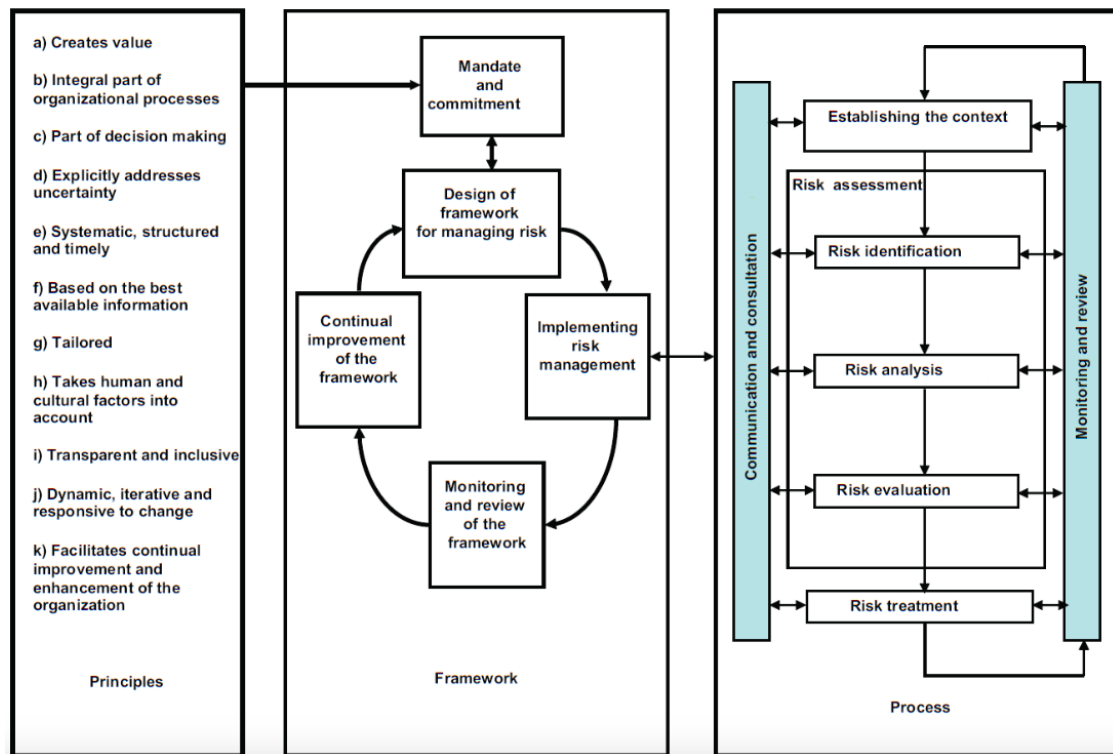 a) Creates value
b) Integral part of
organizational processes
c) Part of decision making
d) Explicitly addresses
uncertainty
e) Systematic, structured
and timely
f) Based on the best
available information
g) Tailored
h) Takes human and
cultural factors into
account
i) Transparent and inclusive
j) Dynamic, iterative and
responsive to change
k) Facilitates continual
improvement and
enhancement of the
organization
Principles
Mandate
and
commitment
Design of
framework
for managing risk
Continual
improvement
of the
framework
Implementing
risk
management
Monitoring
and review
of the
framework
Framework
Communication and consultation
Establishing the context
Risk assessment
Risk identification
Risk analysis
Risk evaluation
Risk treatment
Monitoring and review
Process